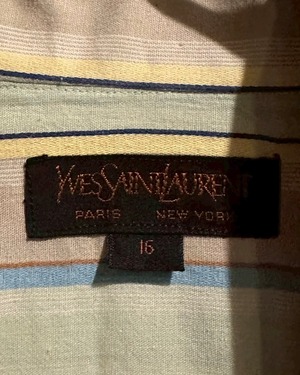 YVES SAINT LAURENT
PARIS NEW YORK
16